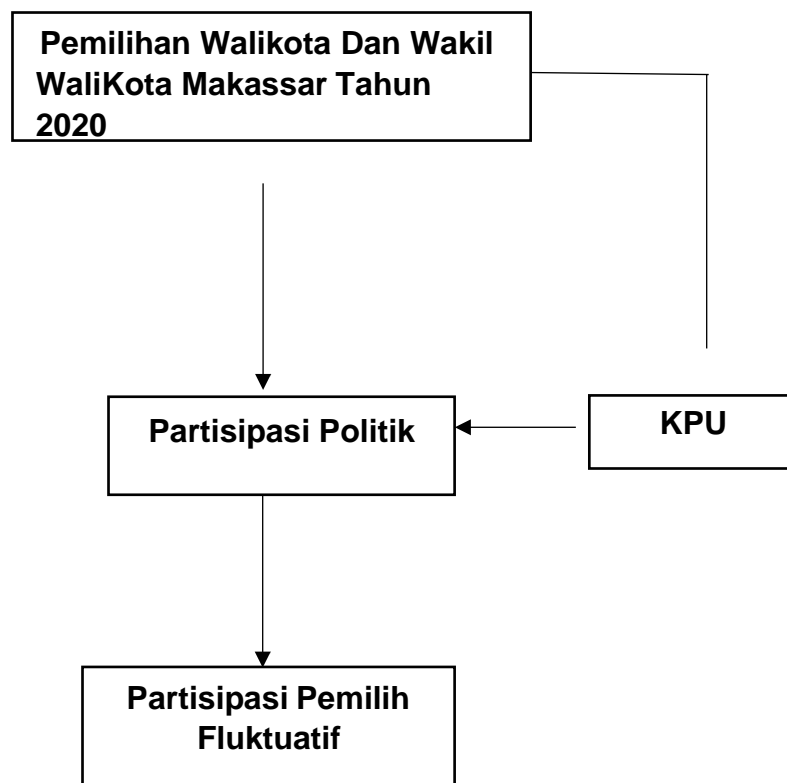 Pemilihan Walikota Dan Wakil
WaliKota Makassar Tahun
2020
Partisipasi Politik
KPU
Partisipasi Pemilih
Fluktuatif